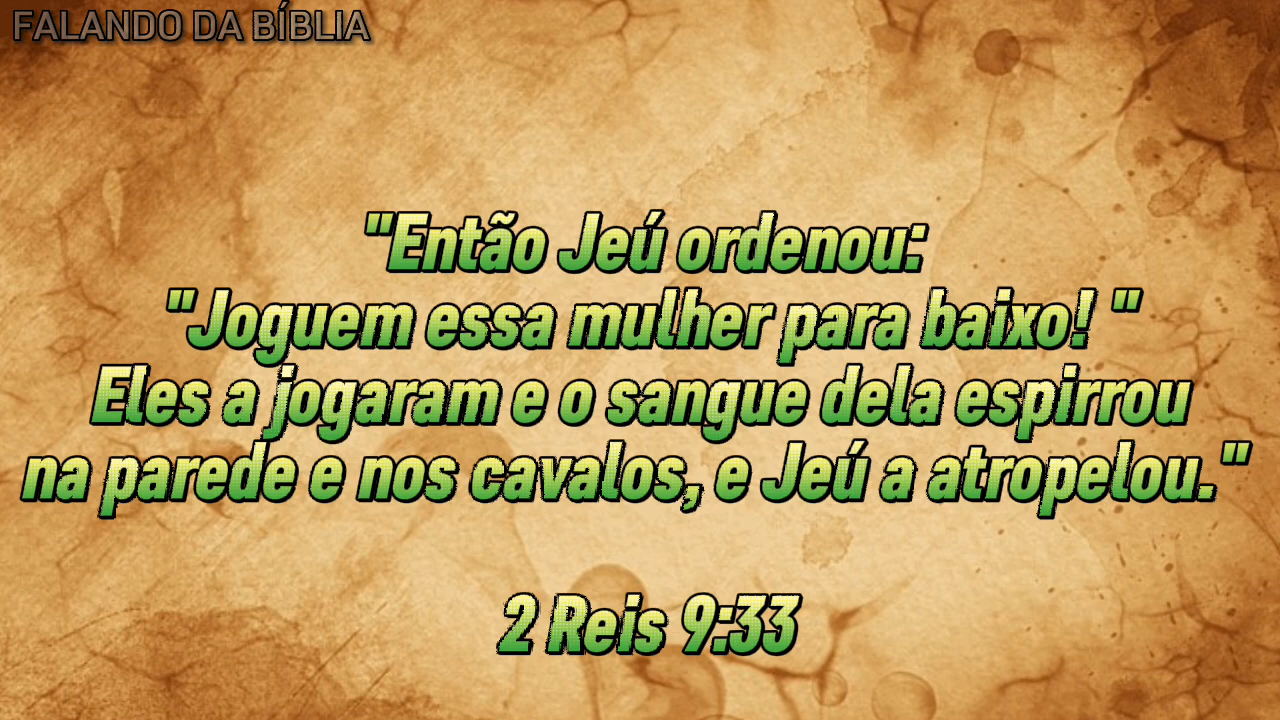 FALANDO DA BÍBLIA
"Então Jeú ordenou:
"Joguem essa mulher para baixo! "
Eles a jogaram e o sangue dela espirrou
na parede e nos cavalos, e Jeú a atropelou."
2 Reis 9:33